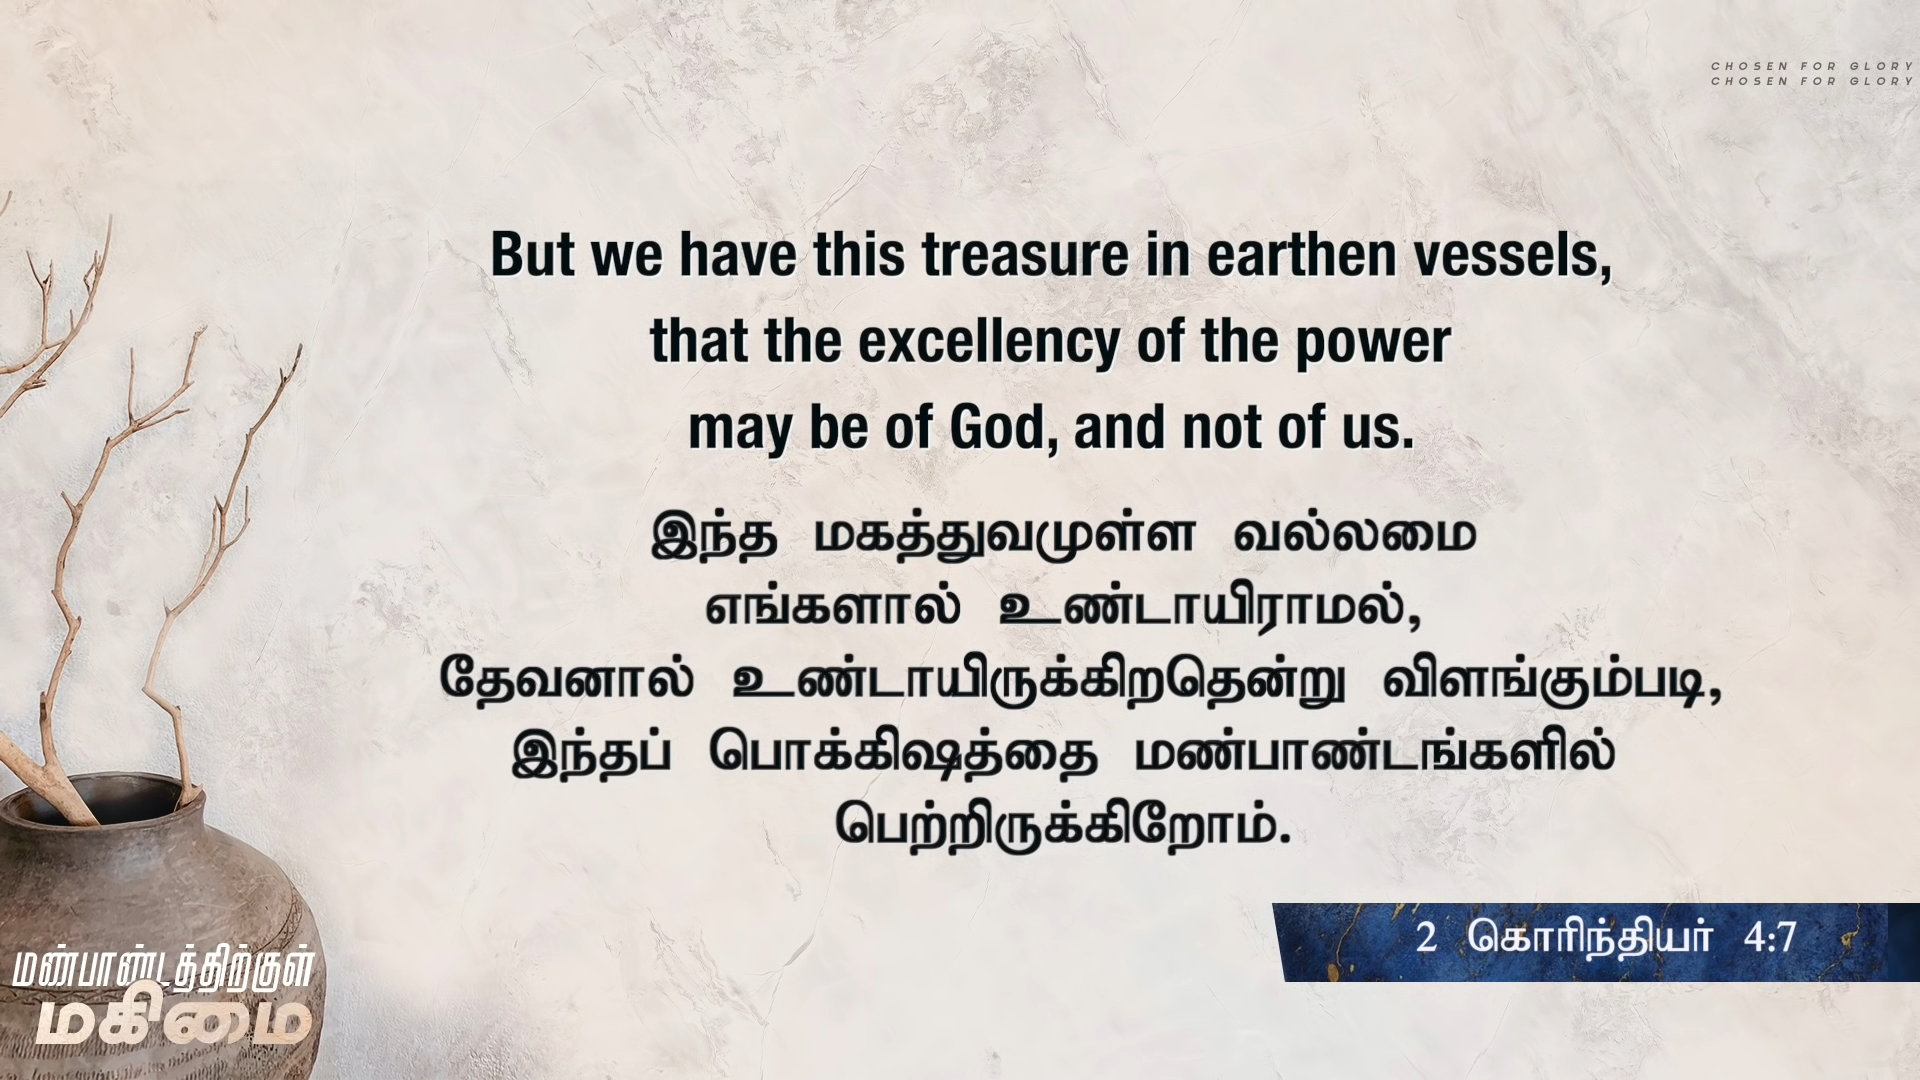 CHOSEN FOR GLORY
CHOSEN FOR GLORY
But we have this treasure in earthen vessels,
that the excellency of the power
may be of God, and not of us.
இந்த மகத்துவமுள்ள வல்லமை
எங்களால் உண்டாயிராமல்,
தேவனால் உண்டாயிருக்கிறதென்று விளங்கும்படி,
இந்தப் பொக்கிஷத்தை மண்பாண்டங்களில்
பெற்றிருக்கிறோம்.
2 கொரிந்தியர் 4:7
மண்பாண்டத்திற்குள்
மகிமை